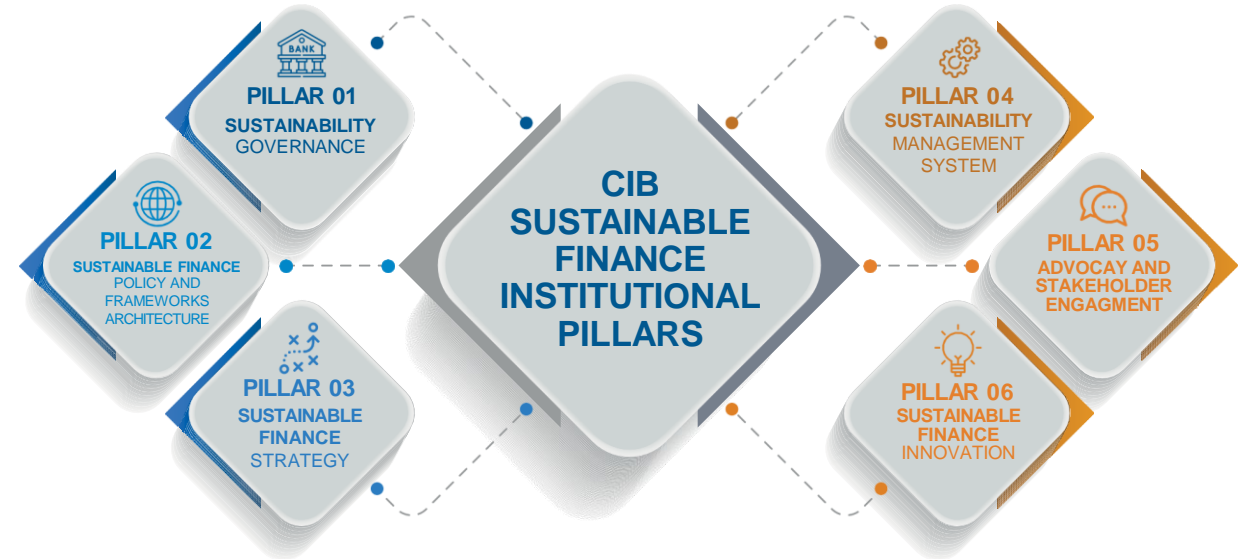 BANK
PILLAR 01
SUSTAINABILITY
GOVERNANCE
PILLAR 02
SUSTAINABLE FINANCE
POLICY AND
FRAMEWORKS
ARCHITECTURE
PILLAR 03
SUSTAINABLE
FINANCE
STRATEGY
CIB
SUSTAINABLE
FINANCE
INSTITUTIONAL
PILLARS
PILLAR 04
SUSTAINABILITY
MANAGEMENT
SYSTEM
PILLAR 05
ADVOCAY AND
STAKEHOLDER
ENGAGMENT
PILLAR 06
SUSTAINABLE
FINANCE
INNOVATION